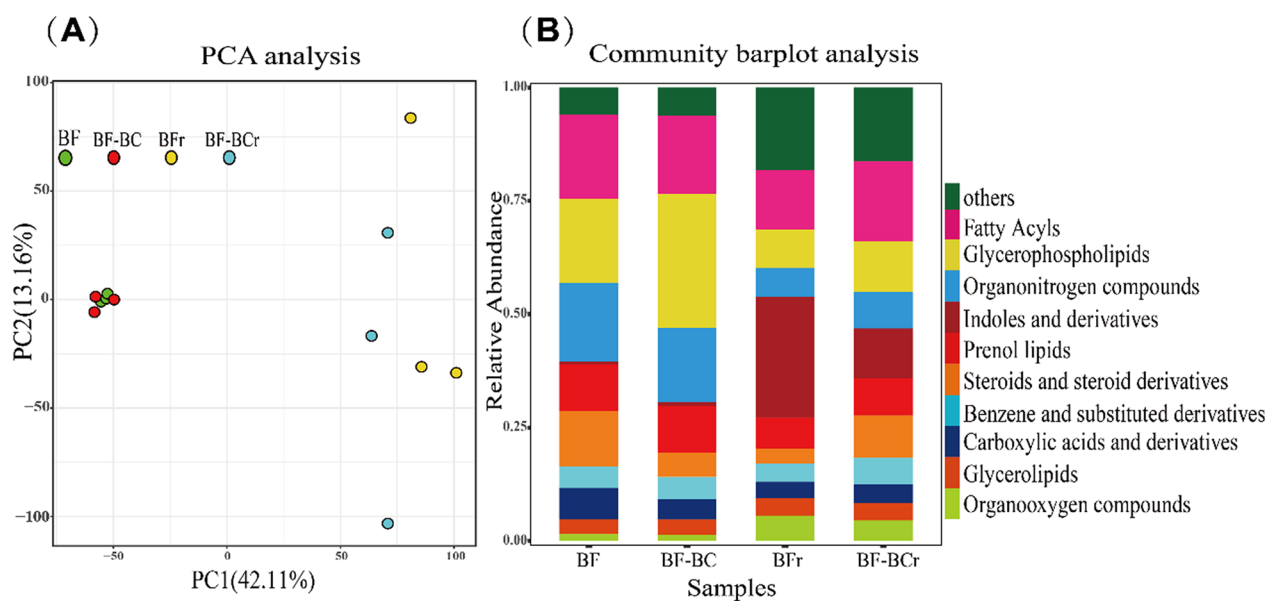 (A)
PCA analysis
100
50
0
−50
−100
BF BF-BC BFr BF-BCr
−50 0 50 100
PC1(42.11%)
PC2(13.16%)
(B)
Community barplot analysis
1.00
0.75
0.50
0.25
0.00
Relative Abundance
BF BF-BC BFr BF-BCr
Samples
others
Fatty Acyls
Glycerophospholipids
Organonitrogen compounds
Indoles and derivatives
Prenol lipids
Steroids and steroid derivatives
Benzene and substituted derivatives
Carboxylic acids and derivatives
Glycerolipids
Organooxygen compounds